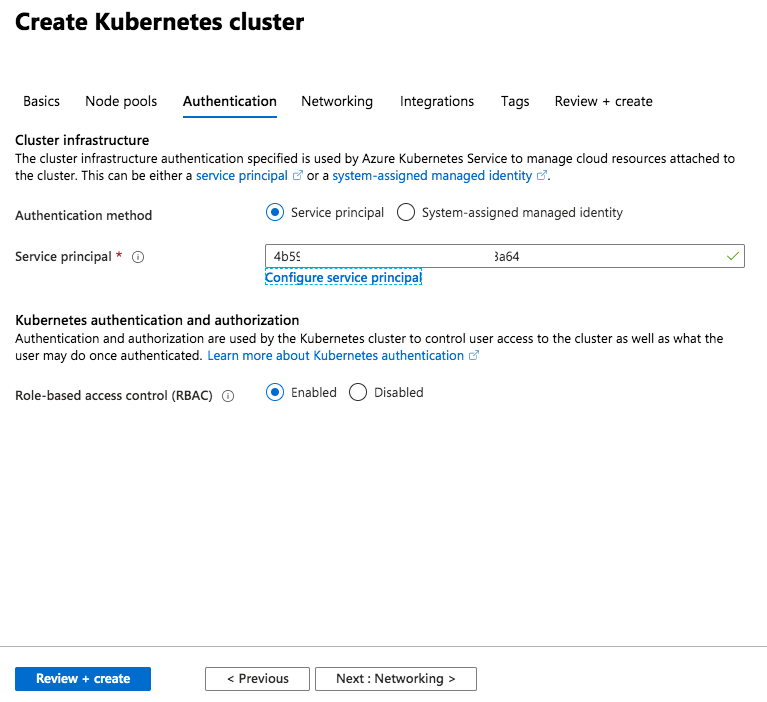 Create Kubernetes cluster
Basics Node pools Authentication Networking Integrations Tags Review + create
Cluster infrastructure
The cluster infrastructure authentication specified is used by Azure Kubernetes Service to manage cloud resources attached to
the cluster. This can be either a service principal or a system-assigned managed identity .
Authentication method Service principal System-assigned managed identity
Service principal * 4b59 3a64
Configure service principal
Kubernetes authentication and authorization
Authentication and authorization are used by the Kubernetes cluster to control user access to the cluster as well as what the
user may do once authenticated. Learn more about Kubernetes authentication
Role-based access control (RBAC) Enabled Disabled
Review + create < Previous Next : Networking >